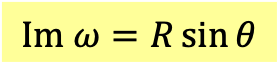 Im ω = R sin θ